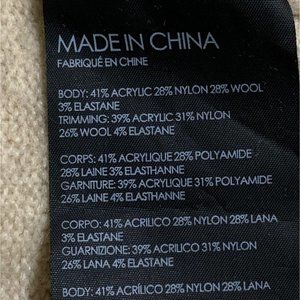 MADE IN CHINA
FABRIQUÉ EN CHINE
BODY: 41% ACRYLIC 28% NYLON 28% WOOL
3% ELASTANE
TRIMMING: 39% ACRYLIC 31% NYLON
26% WOOL 4% ELASTANE
CORPS: 41% ACRYLIQUE 28% POLYAMIDE
28% LAINE 3% ELASTHANNE
GARNITURE: 39% ACRYLIQUE 31% POLYAMIDE
26% LAINE 4% ELASTHANNE
CORPO: 41% ACRILICO 28% NYLON 28% LANA
3% ELASTANE
GUARNIZIONE: 39% ACRILICO 31% NYLON
26% LANA 4% ELASTANE
BODY: 41% ACRÍLICO 28% NYLON 28% LANA